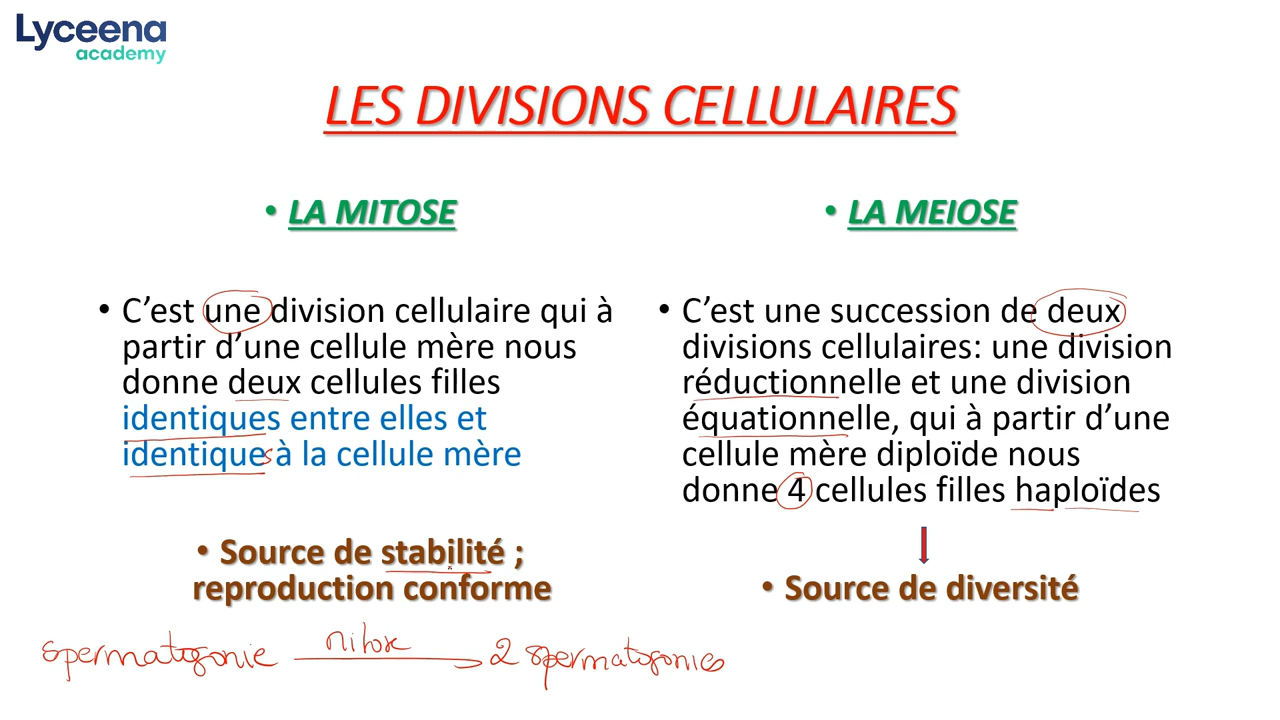 Lyceena
academy
LES DIVISIONS CELLULAIRES
• LA MITOSE
• C’est une division cellulaire qui à
partir d’une cellule mère nous
donne deux cellules filles
identiques entre elles et
identiques à la cellule mère
• Source de stabilité ;
reproduction conforme
• LA MEIOSE
• C’est une succession de deux
divisions cellulaires: une division
réductionnelle et une division
équationnelle, qui à partir d’une
cellule mère diploïde nous
donne 4 cellules filles haploïdes
• Source de diversité
spermatogonie mitose 2 spermatogonies